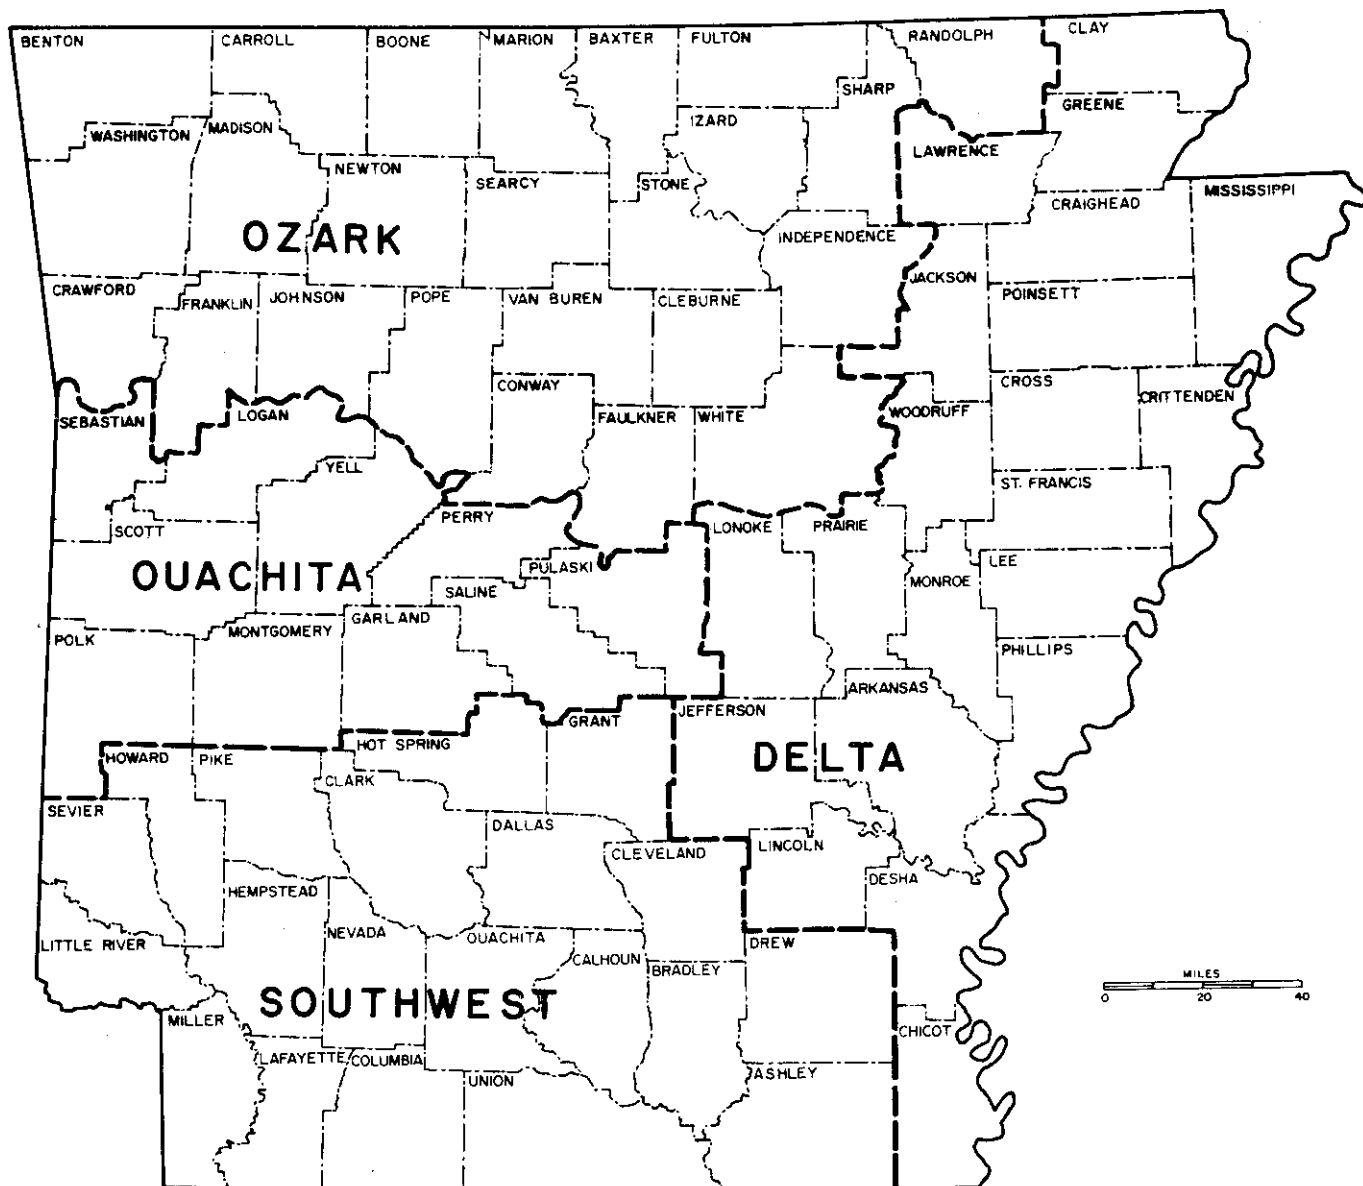 BENTON
CARROLL
BOONE
MARION
BAXTER
FULTON
RANDOLPH
CLAY
SHARP
GREENE
WASHINGTON
MADISON
IZARD
LAWRENCE
NEWTON
SEARCY
STONE
MISSISSIPPI
CRAIGHEAD
OZARK
INDEPENDENCE
CRAWFORD
FRANKLIN
JOHNSON
POPE
VAN BUREN
CLEBURNE
JACKSON
POINSETT
CONWAY
CROSS
CRITTENDEN
SEBASTIAN
LOGAN
FAULKNER
WHITE
WOODRUFF
YELL
ST. FRANCIS
SCOTT
PERRY
LONOKE
PRAIRIE
OUACHITA
PULASKI
LEE
SALINE
MONROE
POLK
MONTGOMERY
GARLAND
PHILLIPS
ARKANSAS
JEFFERSON
GRANT
HOT SPRING
HOWARD
PIKE
DELTA
CLARK
SEVIER
DALLAS
CLEVELAND
LINCOLN
DESHA
HEMPSTEAD
LITTLE RIVER
NEVADA
OUACHITA
DREW
CALHOUN
BRADLEY
MILES
0 20 40
SOUTHWEST
MILLER
CHICOT
LAFAYETTE
COLUMBIA
UNION
ASHLEY